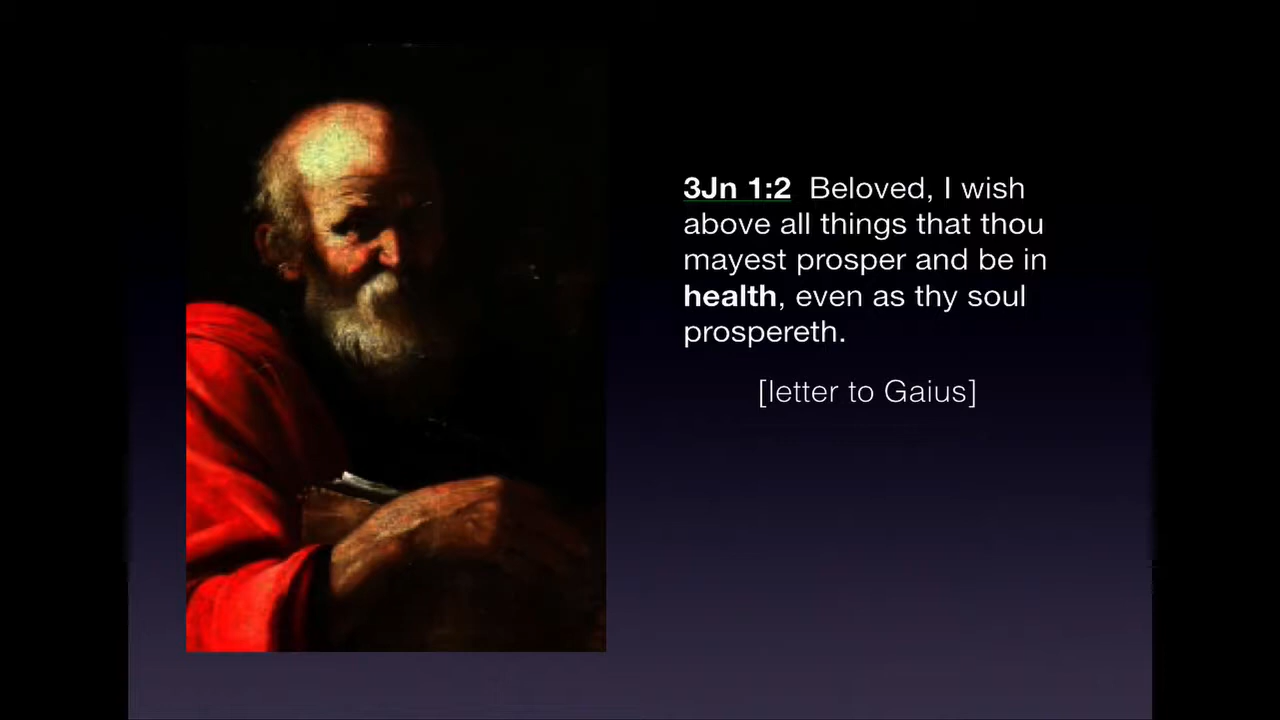 3Jn 1:2  Beloved, I wish
above all things that thou
mayest prosper and be in
health, even as thy soul
prospereth.
[letter to Gaius]